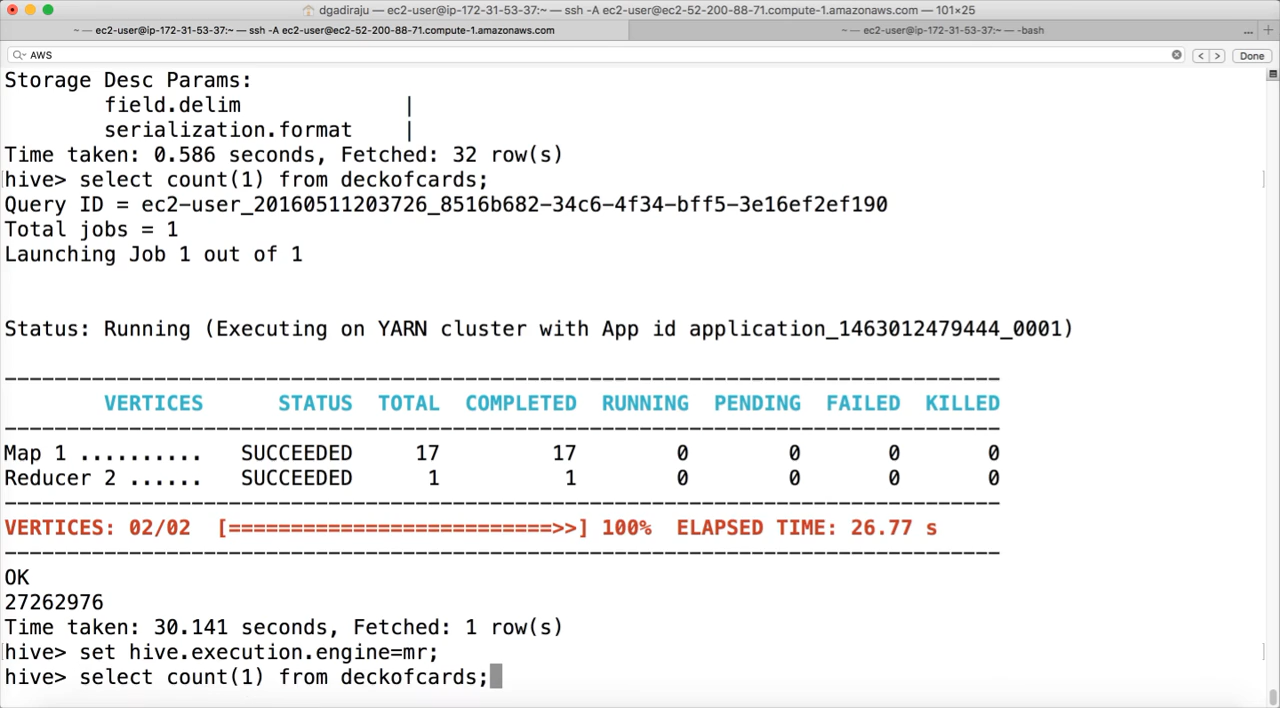 dgadiraju — ec2-user@ip-172-31-53-37:~ — ssh -A ec2-user@ec2-52-200-88-71.compute-1.amazonaws.com — 101×25
~ — ec2-user@ip-172-31-53-37:~ — ssh -A ec2-user@ec2-52-200-88-71.compute-1.amazonaws.com
~ — ec2-user@ip-172-31-53-37:~ — -bash
... +
AWS
< > Done
Storage Desc Params:
field.delim |
serialization.format |
Time taken: 0.586 seconds, Fetched: 32 row(s)
hive> select count(1) from deckofcards;
Query ID = ec2-user_20160511203726_8516b682-34c6-4f34-bff5-3e16ef2ef190
Total jobs = 1
Launching Job 1 out of 1
Status: Running (Executing on YARN cluster with App id application_1463012479444_0001)
--------------------------------------------------------------------------------
VERTICES STATUS TOTAL COMPLETED RUNNING PENDING FAILED KILLED
--------------------------------------------------------------------------------
Map 1 .......... SUCCEEDED 17 17 0 0 0 0
Reducer 2 ...... SUCCEEDED 1 1 0 0 0 0
--------------------------------------------------------------------------------
VERTICES: 02/02 [==========================>>] 100% ELAPSED TIME: 26.77 s
--------------------------------------------------------------------------------
OK
27262976
Time taken: 30.141 seconds, Fetched: 1 row(s)
hive> set hive.execution.engine=mr;
hive> select count(1) from deckofcards;